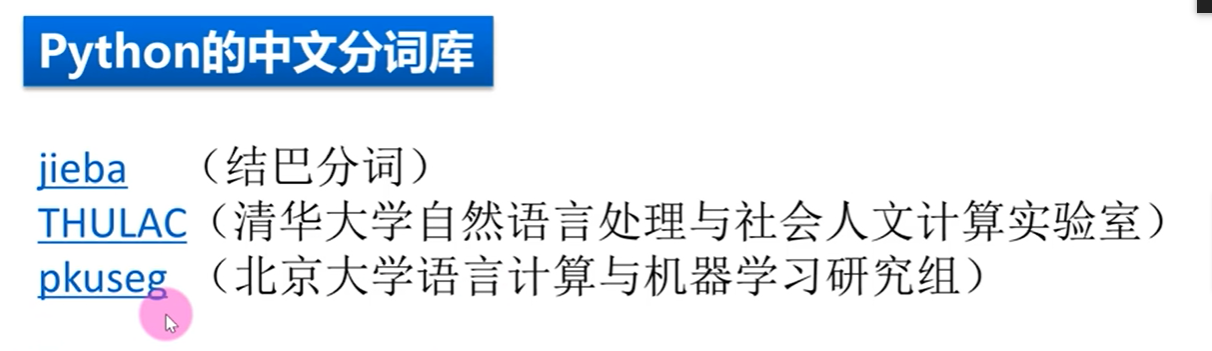 Python的中文分词库
jieba （结巴分词）
THULAC（清华大学自然语言处理与社会人文计算实验室）
pkuseg （北京大学语言计算与机器学习研究组）